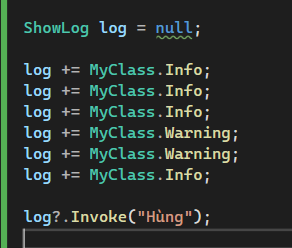 ShowLog log = null;
log += MyClass.Info;
log += MyClass.Info;
log += MyClass.Info;
log += MyClass.Warning;
log += MyClass.Warning;
log += MyClass.Info;
log?.Invoke("Hùng");